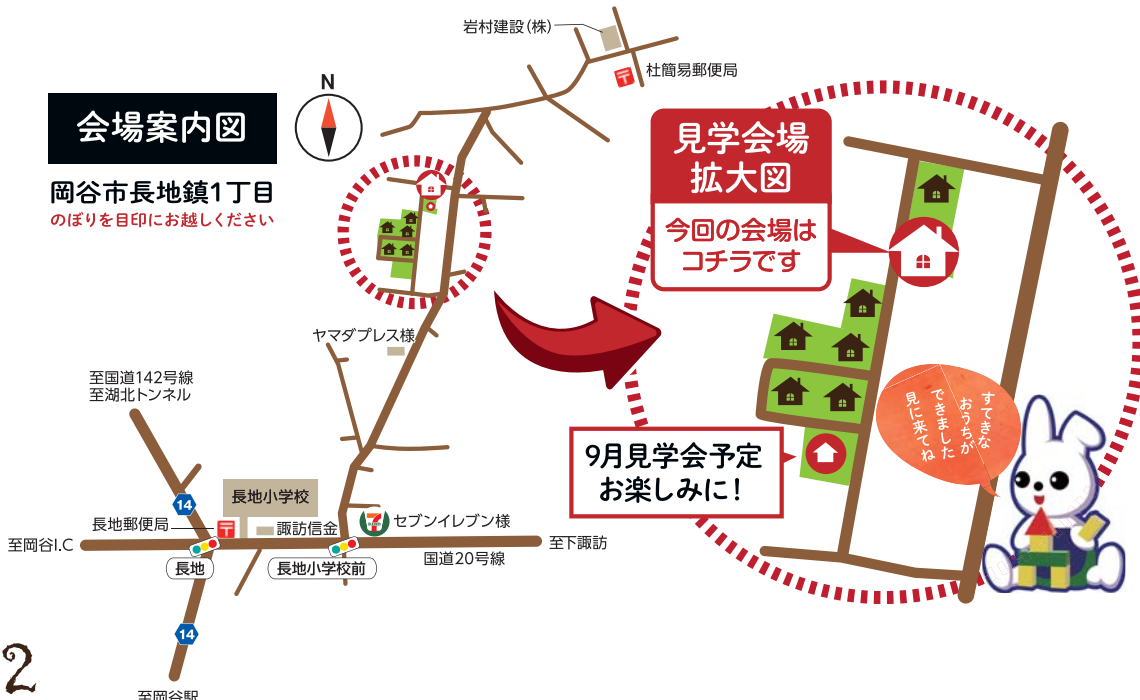 岩村建設(株)
杜簡易郵便局
N
会場案内図
岡谷市長地鎮1丁目
のぼりを目印にお越しください
見学会場
拡大図
今回の会場は
コチラです
ヤマダプレス様
至国道142号線
至湖北トンネル
すてきな
おうちが
できました
見に来てね
9月見学会予定
お楽しみに!
14
長地小学校
長地郵便局
諏訪信金
セブンイレブン様
至岡谷I.C
至下諏訪
国道20号線
長地
長地小学校前
14
2
至岡谷駅